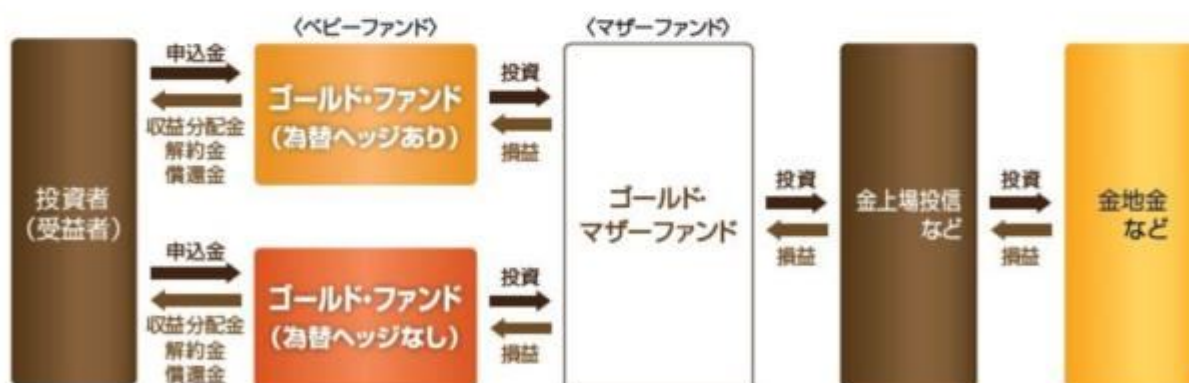 〈ベビーファンド〉
〈マザーファンド〉
投資者
（受益者）
申込金
収益分配金
解約金
償還金
ゴールド・ファンド
（為替ヘッジあり）
投資
損益
申込金
収益分配金
解約金
償還金
ゴールド・ファンド
（為替ヘッジなし）
投資
損益
ゴールド・
マザーファンド
投資
損益
金上場投信
など
投資
損益
金地金
など